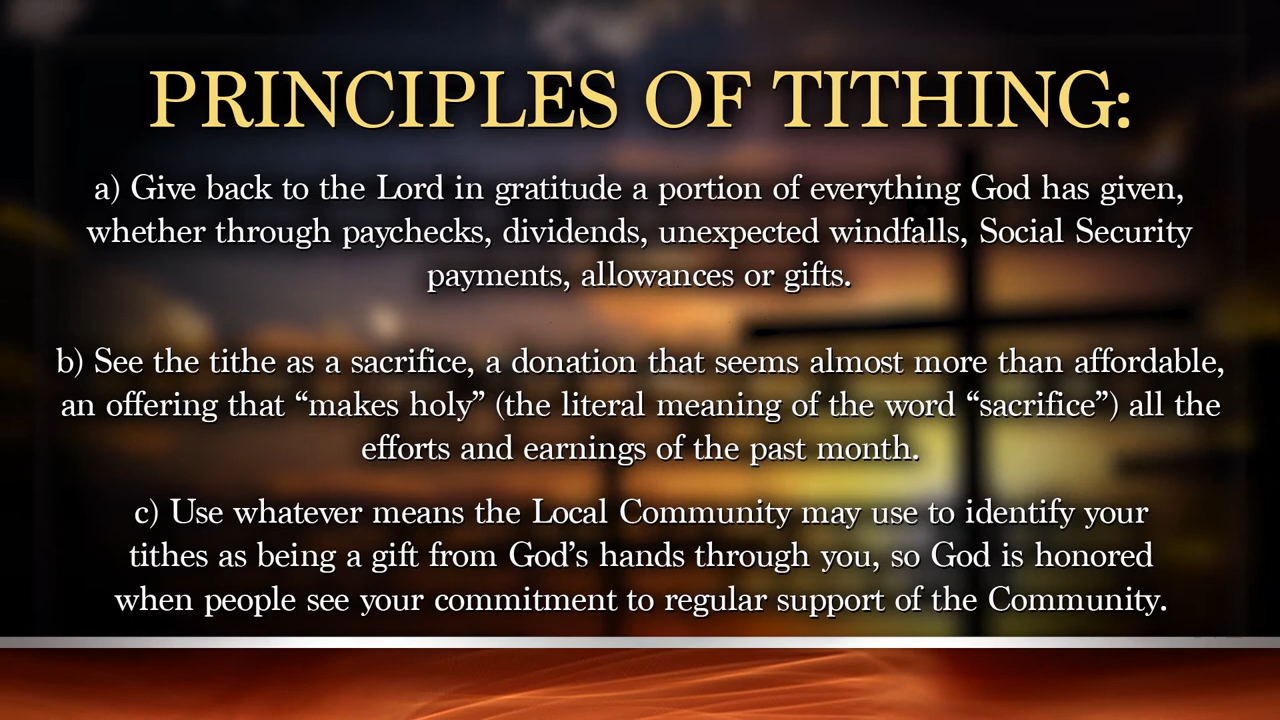 PRINCIPLES OF TITHING:
a) Give back to the Lord in gratitude a portion of everything God has given,
whether through paychecks, dividends, unexpected windfalls, Social Security
payments, allowances or gifts.
b) See the tithe as a sacrifice, a donation that seems almost more than affordable,
an offering that “makes holy” (the literal meaning of the word “sacrifice”) all the
efforts and earnings of the past month.
c) Use whatever means the Local Community may use to identify your
tithes as being a gift from God’s hands through you, so God is honored
when people see your commitment to regular support of the Community.